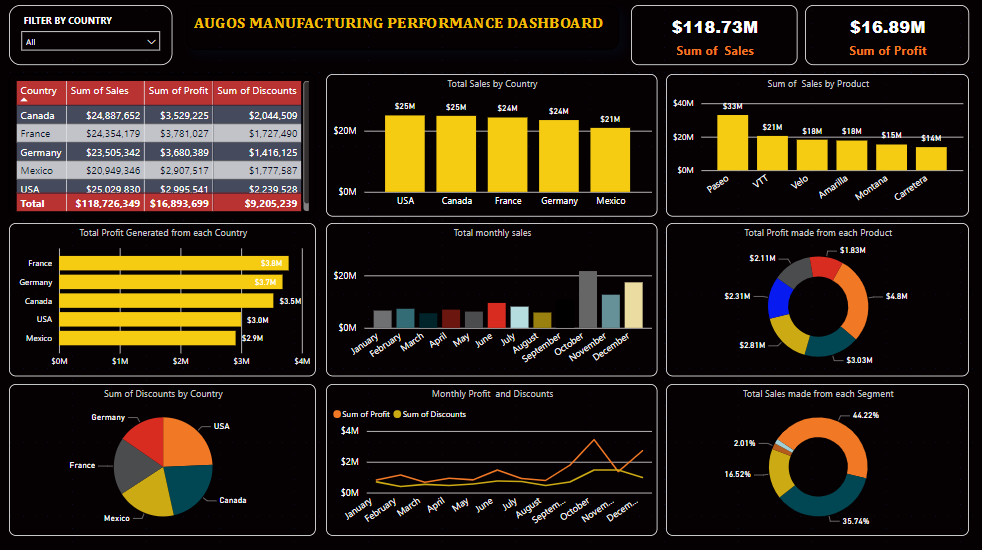 FILTER BY COUNTRY
All
AUGOS MANUFACTURING PERFORMANCE DASHBOARD
$118.73M
Sum of Sales
$16.89M
Sum of Profit
Country Sum of Sales Sum of Profit Sum of Discounts
Canada $24,887,652 $3,529,225 $2,044,509
France $24,354,179 $3,781,027 $1,727,490
Germany $23,505,342 $3,680,389 $1,416,125
Mexico $20,949,346 $2,907,517 $1,777,587
USA $25,029,830 $2,995,541 $2,239,528
Total $118,726,349 $16,893,699 $9,205,239
Total Sales by Country
$25M $25M $24M $24M $21M
$20M
$0M
USA Canada France Germany Mexico
Sum of Sales by Product
$40M
$33M
$21M $18M $18M $15M $14M
$20M
$0M
Paseo VTT Velo Amarilla Montana Carretera
Total Profit Generated from each Country
France $3.8M
Germany $3.7M
Canada $3.5M
USA $3.0M
Mexico $2.9M
$0M $1M $2M $3M $4M
Total monthly sales
$20M
$0M
January February March April May June July August September October November December
Total Profit made from each Product
$1.83M
$2.11M
$4.8M
$2.31M
$2.81M
$3.03M
Sum of Discounts by Country
Germany
USA
France
Canada
Mexico
Monthly Profit and Discounts
Sum of Profit Sum of Discounts
$4M
$2M
$0M
January February March April May June July August Septem... October Novem... Decem...
Total Sales made from each Segment
44.22%
2.01%
16.52%
35.74%